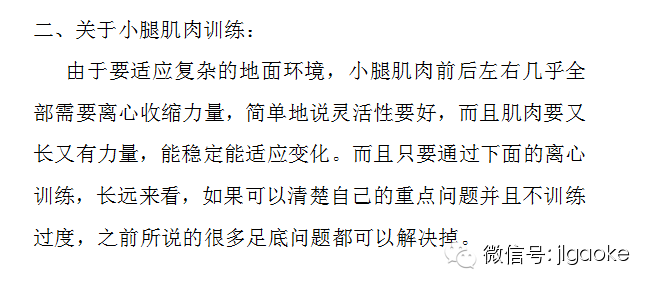 二、关于小腿肌肉训练：
由于要适应复杂的地面环境，小腿肌肉前后左右几乎全
部需要离心收缩力量，简单地说灵活性要好，而且肌肉要又
长又有力量，能稳定能适应变化。而且只要通过下面的离心
训练，长远来看，如果可以清楚自己的重点问题并且不训练
过度，之前所说的很多足底问题都可以解决掉。
微信号: jlgaoke